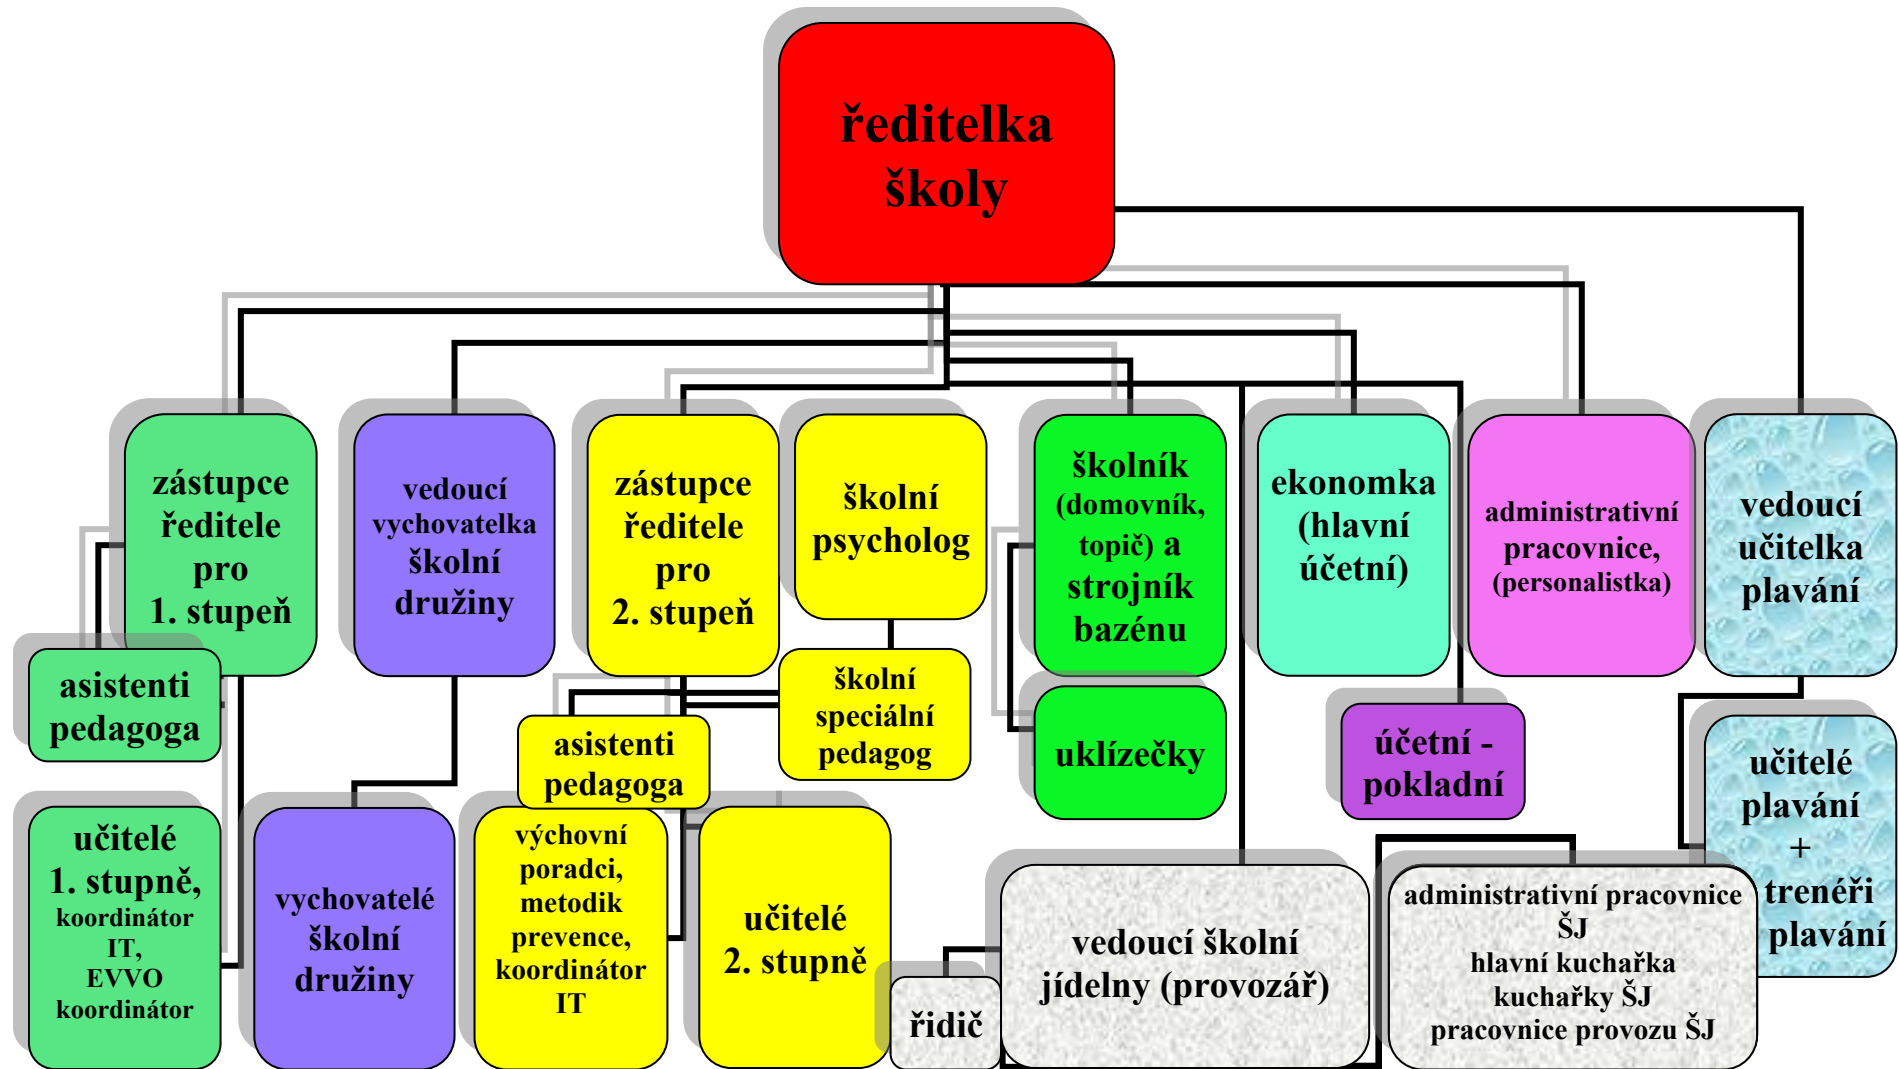 ředitelka
školy
zástupce
ředitele
pro
1. stupeň
vedoucí
vychovatelka
školní
družiny
zástupce
ředitele
pro
2. stupeň
školní
psycholog
školník
(domovník,
topič) a
strojník
bazénu
ekonomka
(hlavní
účetní)
administrativní
pracovnice,
(personalistka)
vedoucí
učitelka
plavání
asistenti
pedagoga
asistenti
pedagoga
školní
speciální
pedagog
uklízečky
účetní -
pokladní
učitelé
plavání
+
trenéři
plavání
učitelé
1. stupně,
koordinátor
IT,
EVVO
koordinátor
vychovatelé
školní
družiny
výchovní
poradci,
metodik
prevence,
koordinátor
IT
učitelé
2. stupně
řidič
vedoucí školní
jídelny (provozář)
administrativní pracovnice
ŠJ
hlavní kuchařka
kuchařky ŠJ
pracovnice provozu ŠJ